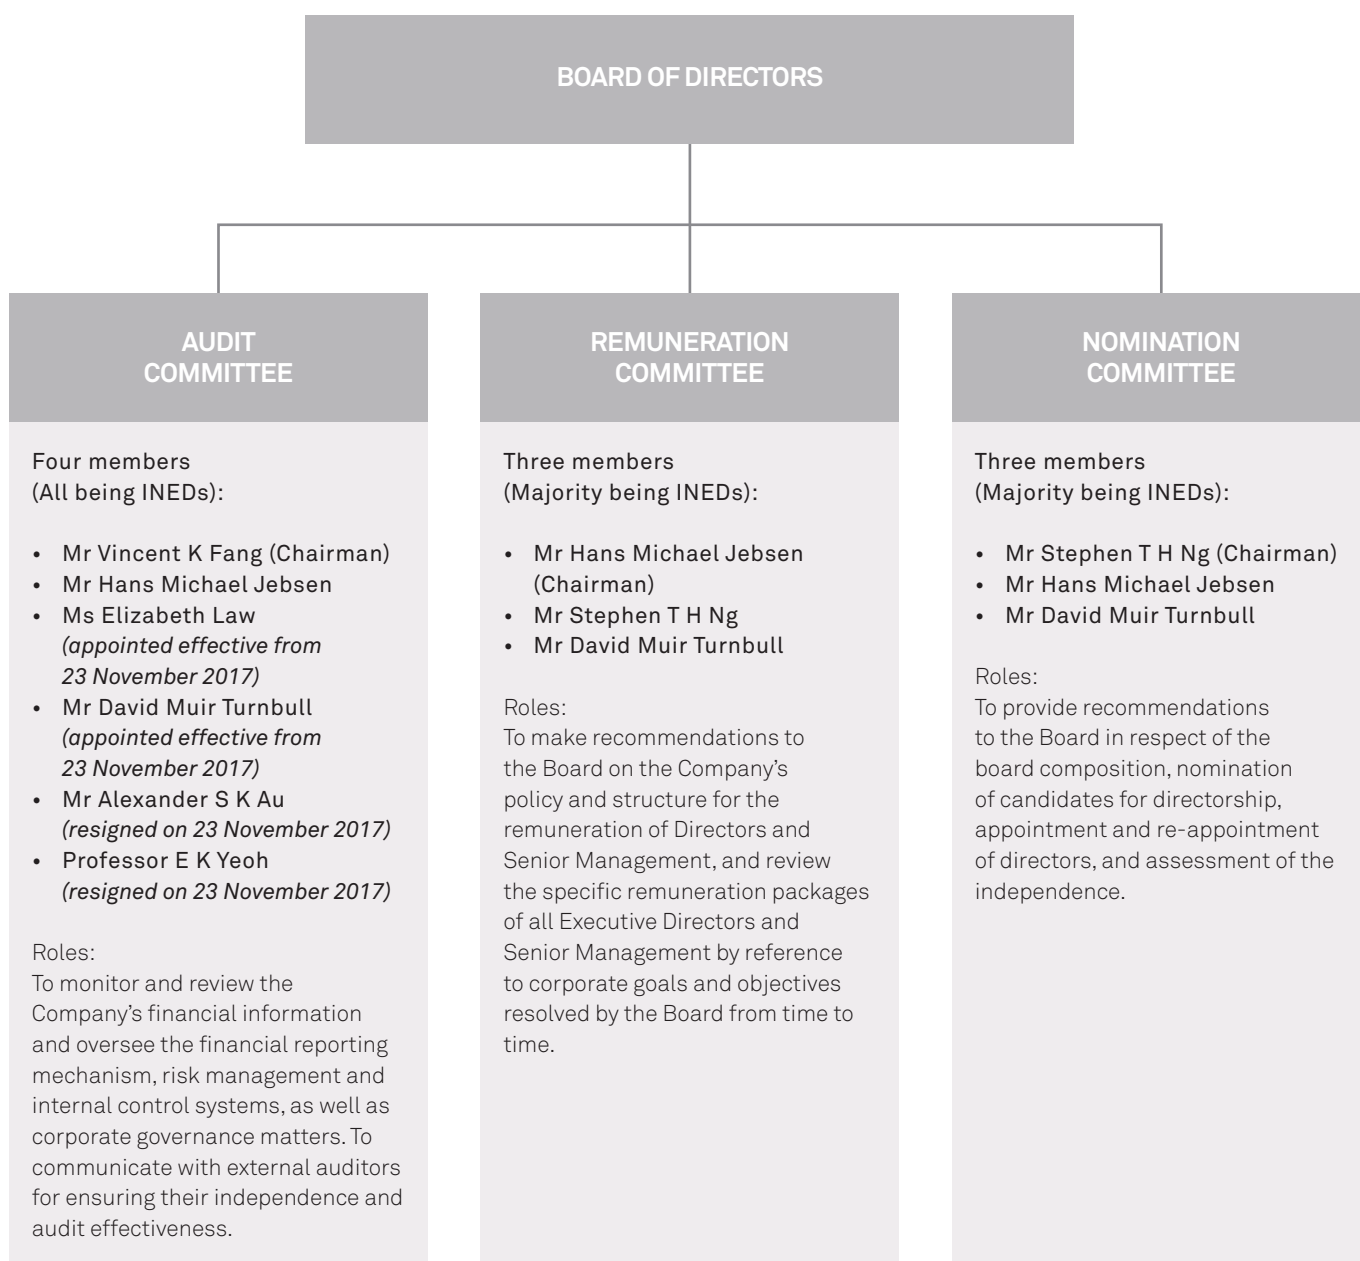 BOARD OF DIRECTORS
AUDIT
COMMITTEE
Four members
(All being INEDs):
• Mr Vincent K Fang (Chairman)
• Mr Hans Michael Jebsen
• Ms Elizabeth Law
(appointed effective from
23 November 2017)
• Mr David Muir Turnbull
(appointed effective from
23 November 2017)
• Mr Alexander S K Au
(resigned on 23 November 2017)
• Professor E K Yeoh
(resigned on 23 November 2017)
Roles:
To monitor and review the
Company’s financial information
and oversee the financial reporting
mechanism, risk management and
internal control systems, as well as
corporate governance matters. To
communicate with external auditors
for ensuring their independence and
audit effectiveness.
REMUNERATION
COMMITTEE
Three members
(Majority being INEDs):
• Mr Hans Michael Jebsen
(Chairman)
• Mr Stephen T H Ng
• Mr David Muir Turnbull
Roles:
To make recommendations to
the Board on the Company’s
policy and structure for the
remuneration of Directors and
Senior Management, and review
the specific remuneration packages
of all Executive Directors and
Senior Management by reference
to corporate goals and objectives
resolved by the Board from time to
time.
NOMINATION
COMMITTEE
Three members
(Majority being INEDs):
• Mr Stephen T H Ng (Chairman)
• Mr Hans Michael Jebsen
• Mr David Muir Turnbull
Roles:
To provide recommendations
to the Board in respect of the
board composition, nomination
of candidates for directorship,
appointment and re-appointment
of directors, and assessment of the
independence.